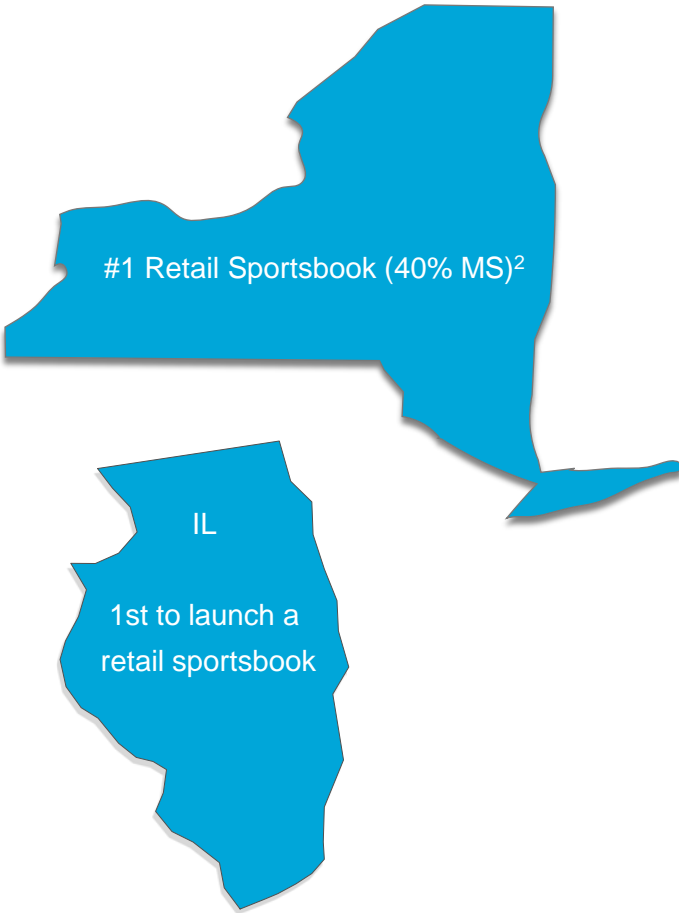 #1 Retail Sportsbook (40% MS)²
IL
1st to launch a
retail sportsbook